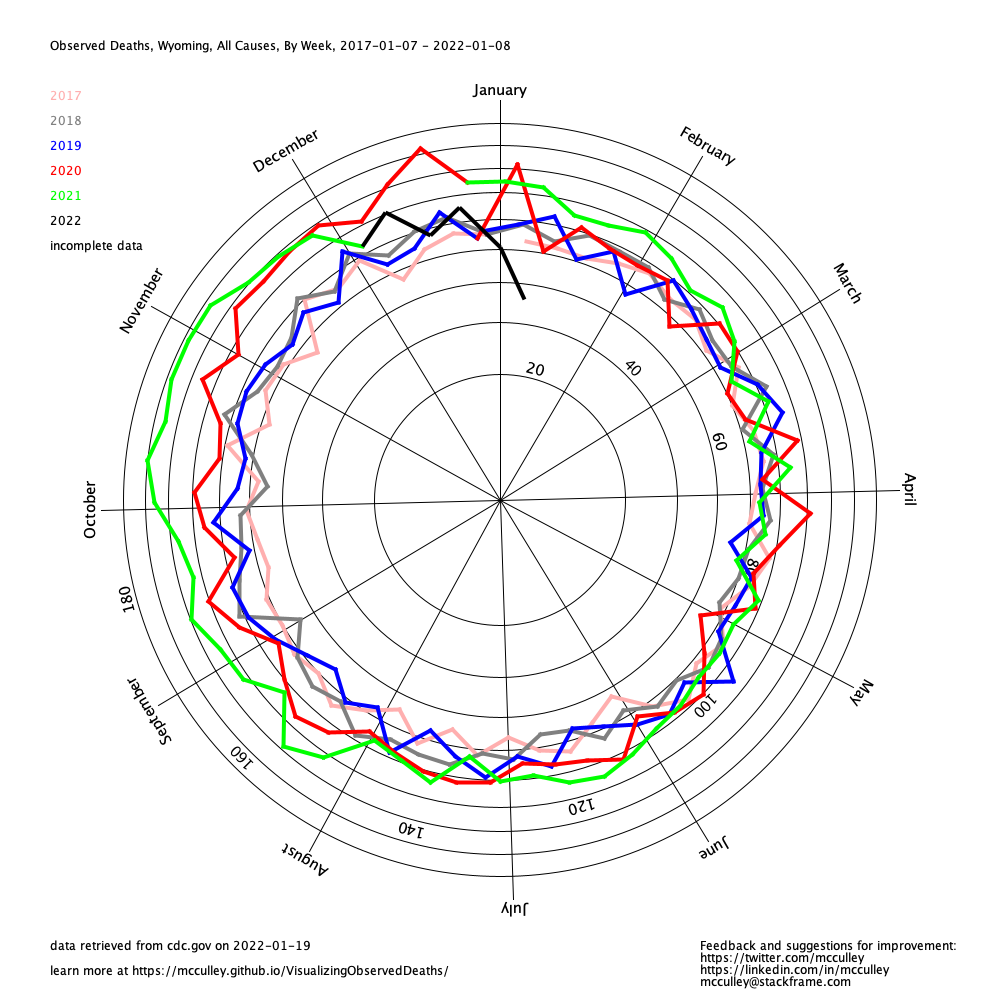 Observed Deaths, Wyoming, All Causes, By Week, 2017-01-07 - 2022-01-08
January
2017
2018
2019
2020
2021
2022
incomplete data
December
February
November
March
20
40
60
October
April
80
180
May
100
September
160
120
140
August
June
July
data retrieved from cdc.gov on 2022-01-19
learn more at https://mcculley.github.io/VisualizingObservedDeaths/
Feedback and suggestions for improvement:
https://twitter.com/mcculley
https://linkedin.com/in/mcculley
mcculley@stackframe.com